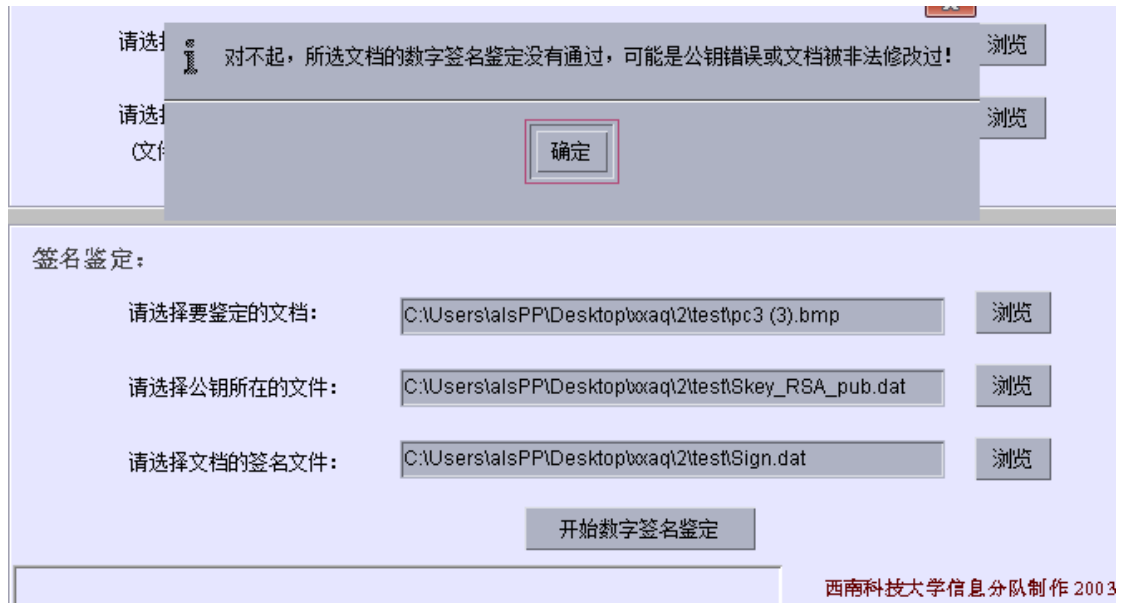 请选择
对不起，所选文档的数字签名鉴定没有通过，可能是公钥错误或文档被非法修改过！
浏览
请选择
(文件
浏览
确定
签名鉴定：
请选择要鉴定的文档：
C:\Users\alsPP\Desktop\xxaq\2\test\pc3 (3).bmp
浏览
请选择公钥所在的文件：
C:\Users\alsPP\Desktop\xxaq\2\test\Skey_RSA_pub.dat
浏览
请选择文档的签名文件：
C:\Users\alsPP\Desktop\xxaq\2\test\Sign.dat
浏览
开始数字签名鉴定
西南科技大学信息分队制作 2003